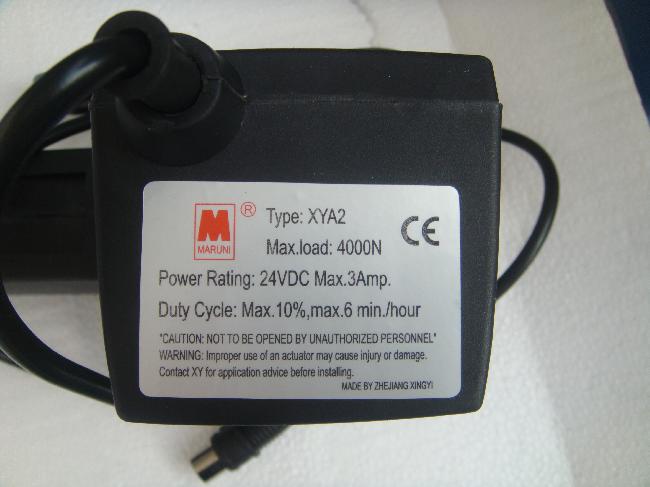 M
MARUNI
®
Type: XYA2
Max.load: 4000N
CE
Power Rating: 24VDC Max.3Amp.
Duty Cycle: Max.10%,max.6 min./hour
"CAUTION: NOT TO BE OPENED BY UNAUTHORIZED PERSONNEL"
WARNING: Improper use of an actuator may cause injury or damage.
Contact XY for application advice before installing.
MADE BY ZHEJIANG XINGYI